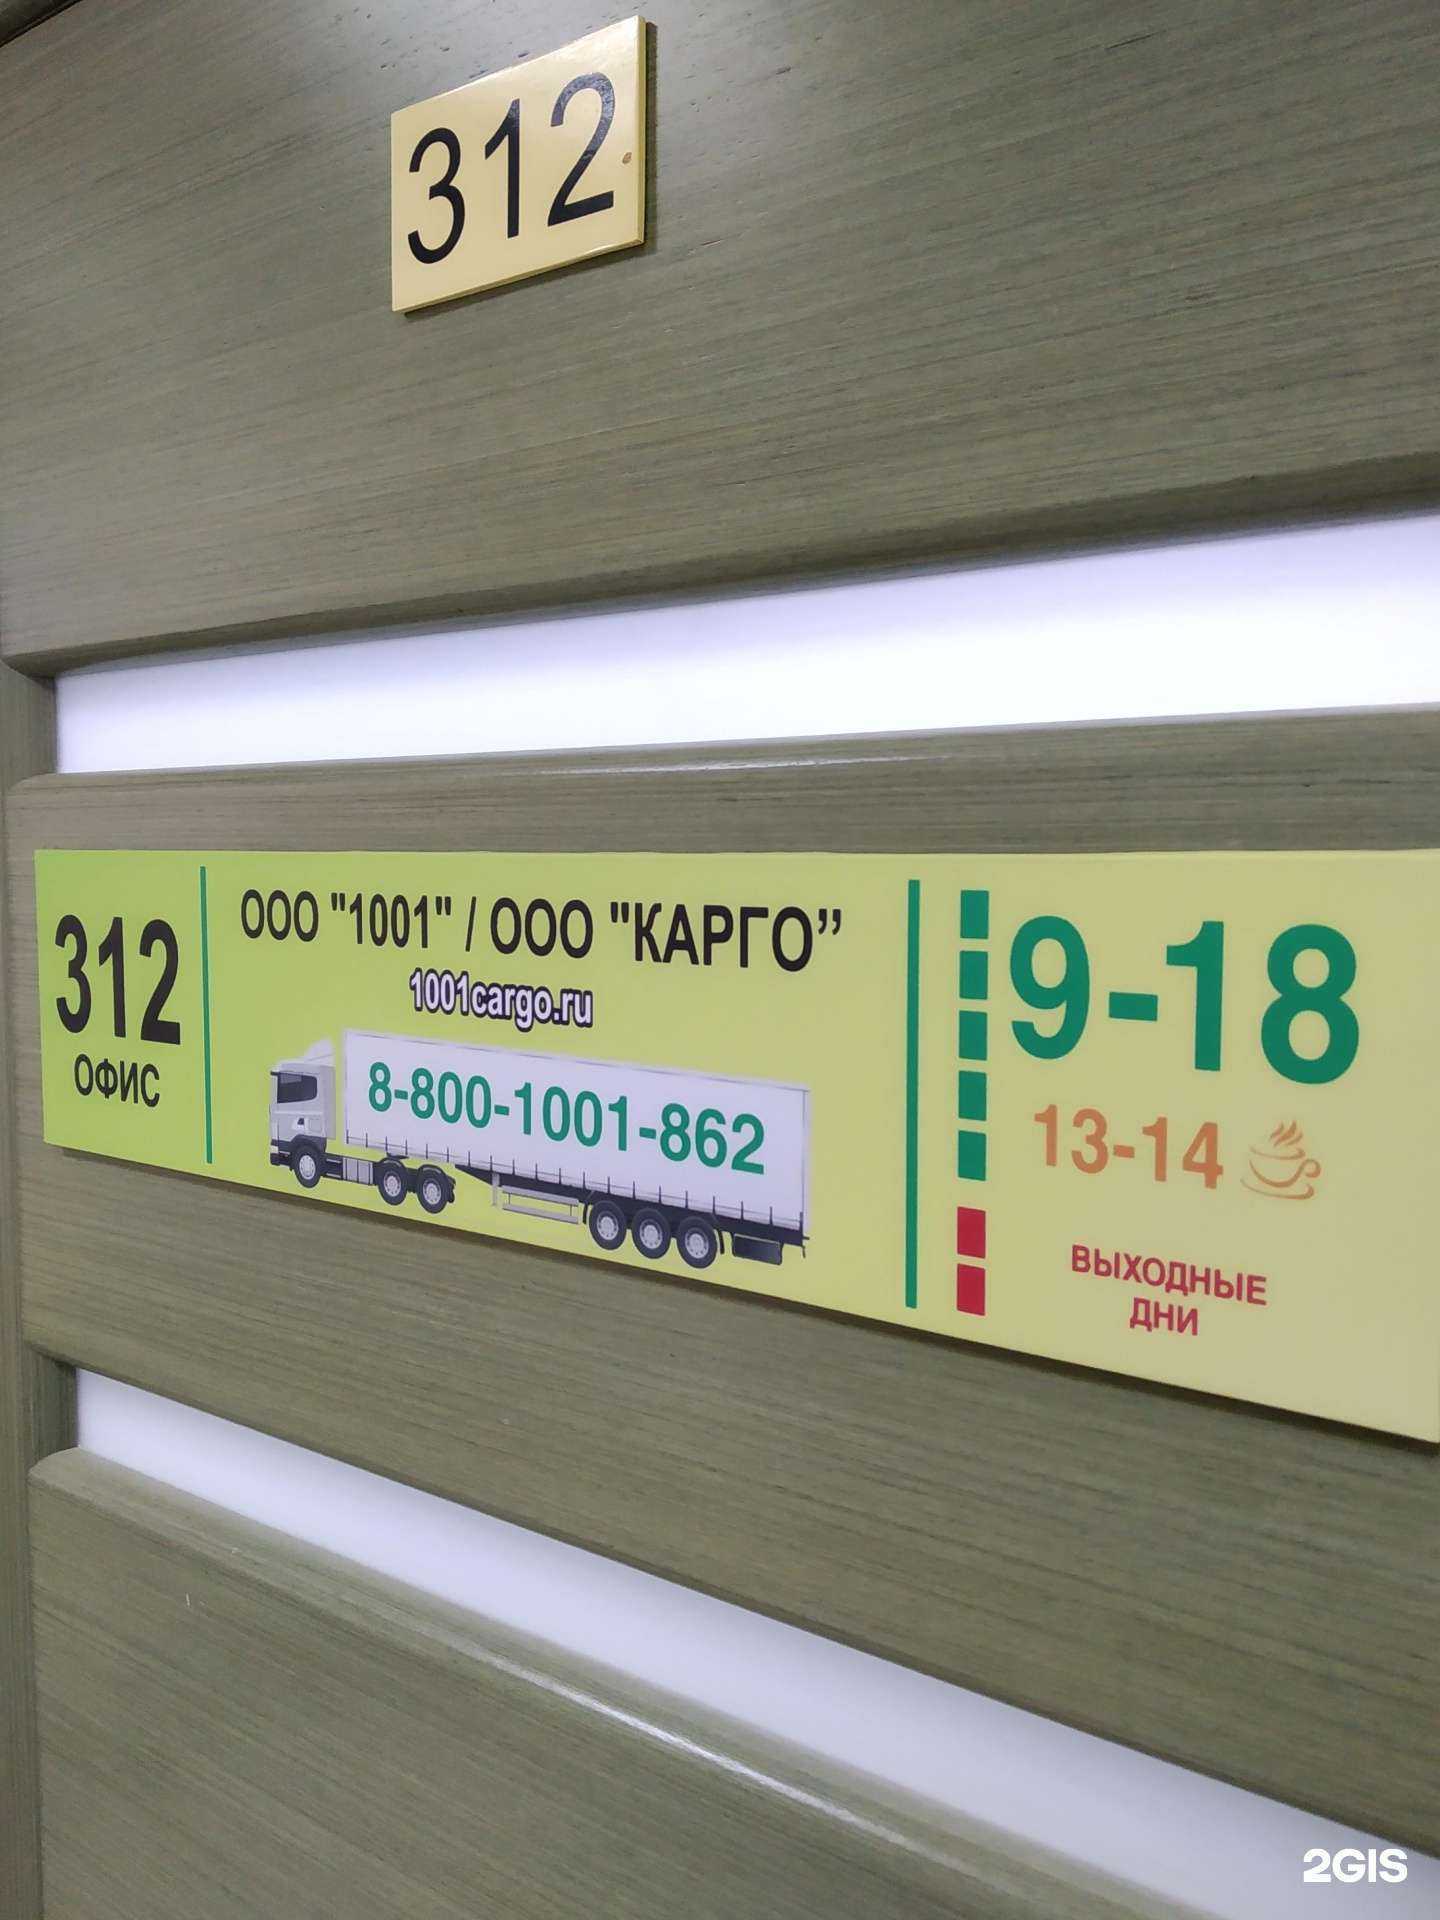 312
312
ОФИС
ООО "1001" / ООО "КАРГО”
1001cargo.ru
8-800-1001-862
9-18
13-14
ВЫХОДНЫЕ
ДНИ
2GIS